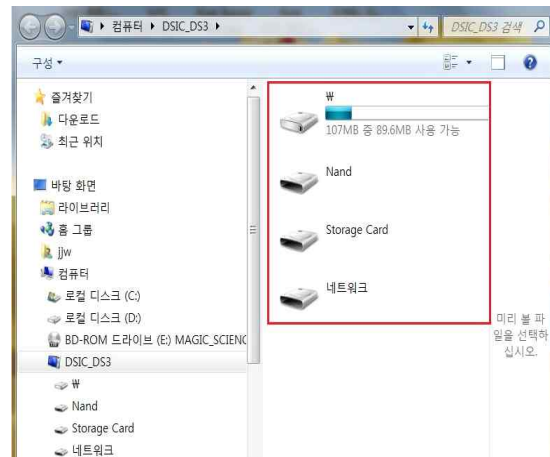 컴퓨터 ▸ DSIC_DS3 ▸
DSIC_DS3 검색
구성 ▾
즐겨찾기
다운로드
최근 위치
바탕 화면
라이브러리
홈 그룹
jjw
컴퓨터
로컬 디스크 (C:)
로컬 디스크 (D:)
BD-ROM 드라이브 (E:) MAGIC_SCIENC
DSIC_DS3
₩
Nand
Storage Card
네트워크
₩
107MB 중 89.6MB 사용 가능
Nand
Storage Card
네트워크
미리 볼 파
일을 선택하
십시오.